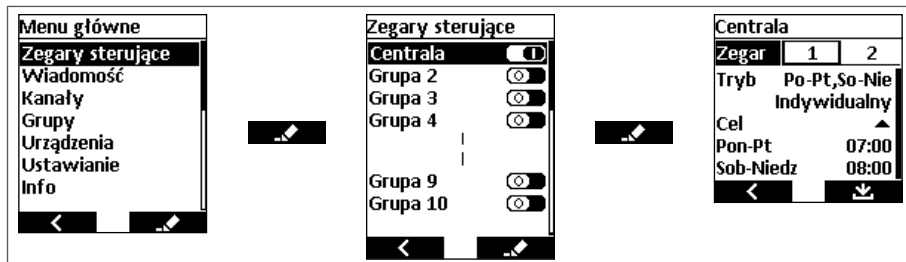 Menu główne
Zegary sterujące
Wiadomość
Kanały
Grupy
Urządzenia
Ustawianie
Info
Zegary sterujące
Centrala
Grupa 2
Grupa 3
Grupa 4
Grupa 9
Grupa 10
Centrala
Zegar 1 2
Tryb Po-Pt,So-Nie
Indywidualny
Cel
Pon-Pt 07:00
Sob-Niedz 08:00